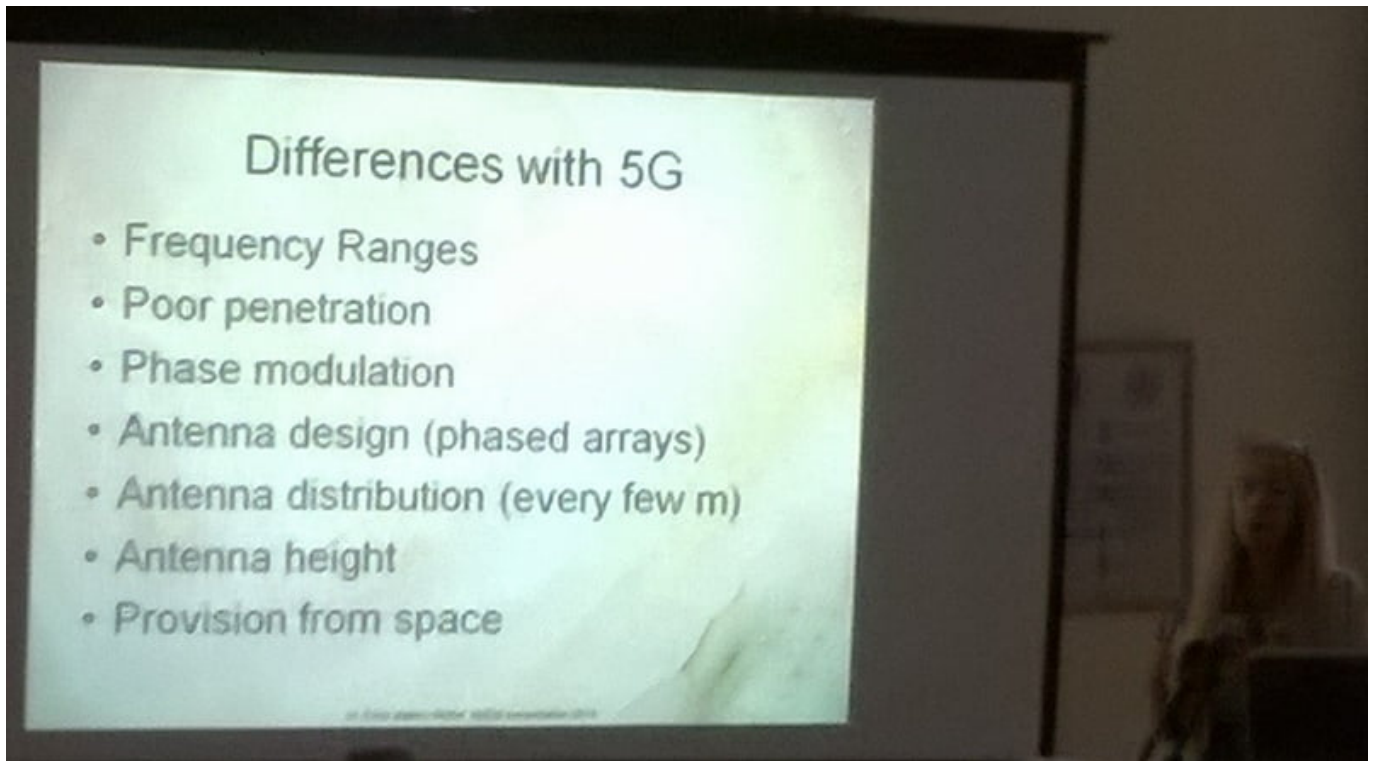 Differences with 5G
• Frequency Ranges
• Poor penetration
• Phase modulation
• Antenna design (phased arrays)
• Antenna distribution (every few m)
• Antenna height
• Provision from space